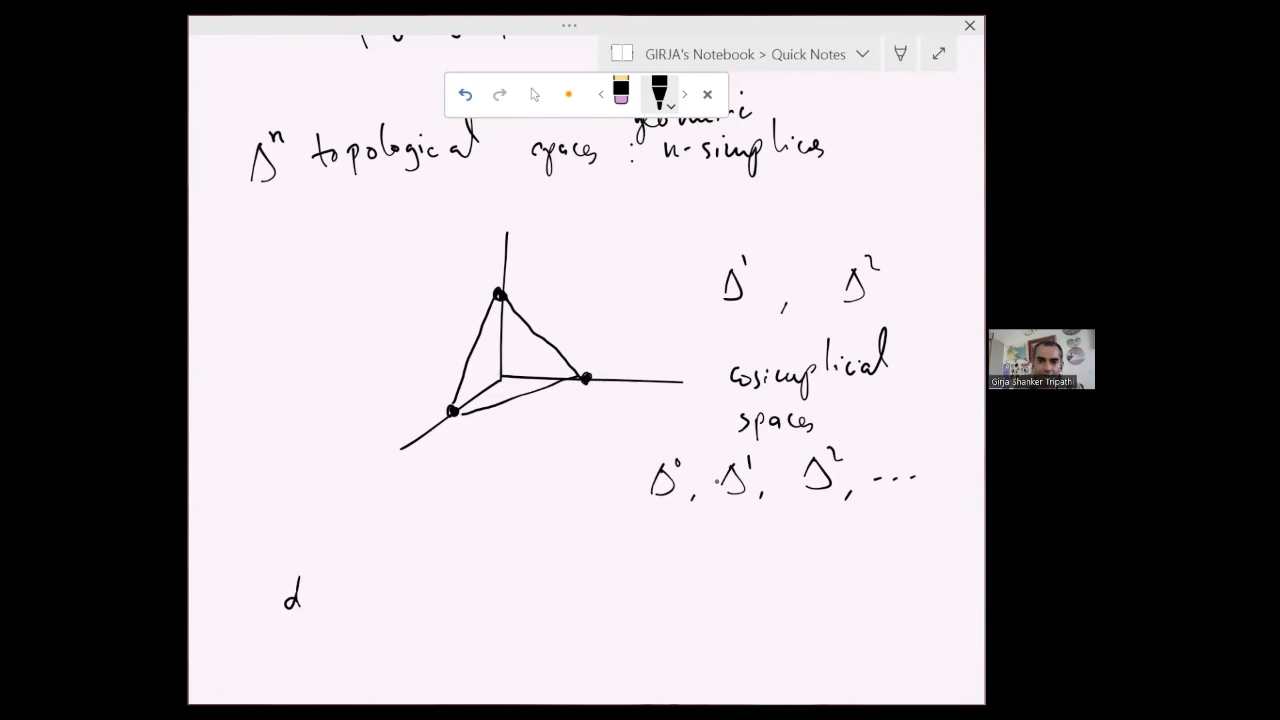 GIRJA's Notebook > Quick Notes
geometric
Δⁿ topological spaces : n-simplices
Δ¹ , Δ²
cosimplicial
spaces
Δ⁰, Δ¹, Δ², ...
d
Girja Shanker Tripathi